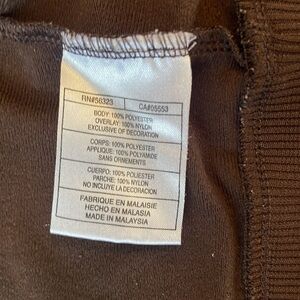 RN#56323 CA#05553
BODY: 100% POLYESTER
OVERLAY: 100% NYLON
EXCLUSIVE OF DECORATION
CORPS: 100% POLYESTER
APPLIQUE: 100% POLYAMIDE
SANS ORNEMENTS
CUERPO: 100% POLIESTER
PARCHE: 100% NYLON
NO INCLUYE LA DECORACION
FABRIQUE EN MALAISIE
HECHO EN MALASIA
MADE IN MALAYSIA